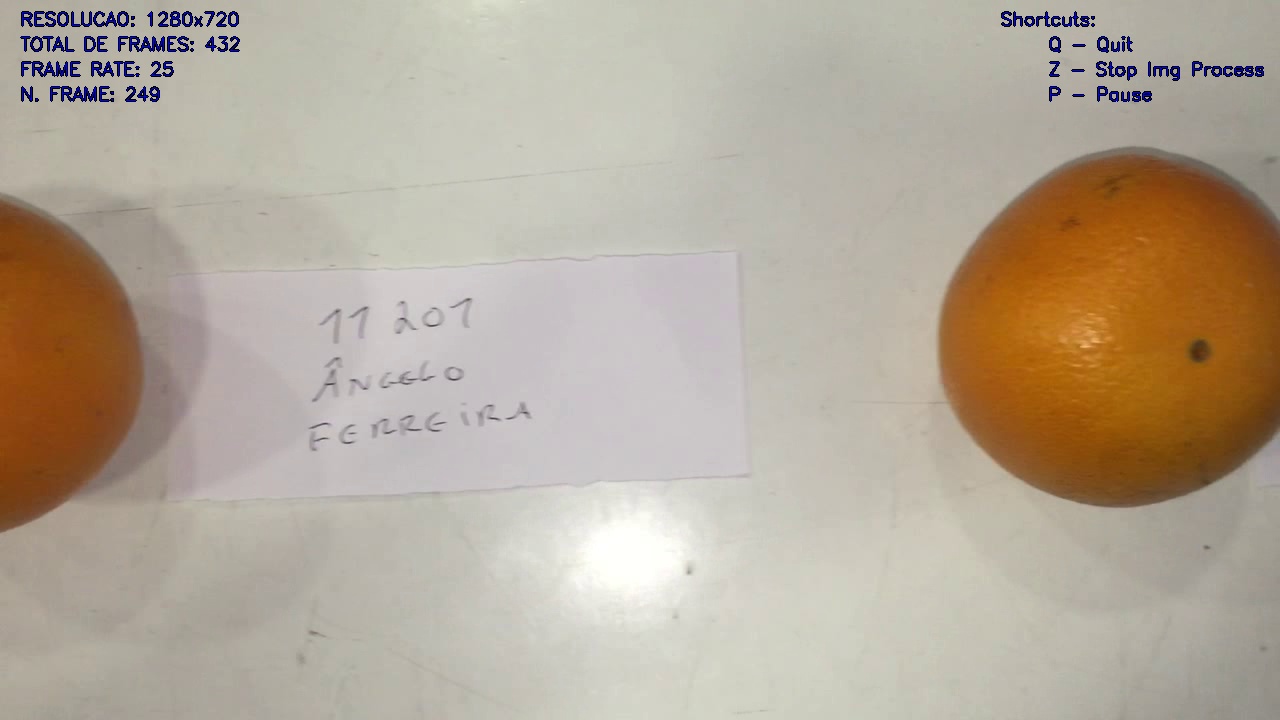 RESOLUCAO: 1280x720
TOTAL DE FRAMES: 432
FRAME RATE: 25
N. FRAME: 249
Shortcuts:
Q - Quit
Z - Stop Img Process
P - Pause
11 201
ÂNGELO
FERREIRA